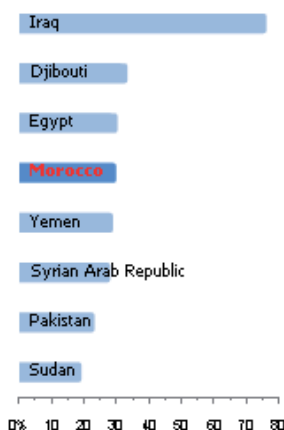 Iraq
Djibouti
Egypt
Morocco
Yemen
Syrian Arab Republic
Pakistan
Sudan
0% 10 20 30 40 50 60 70 80